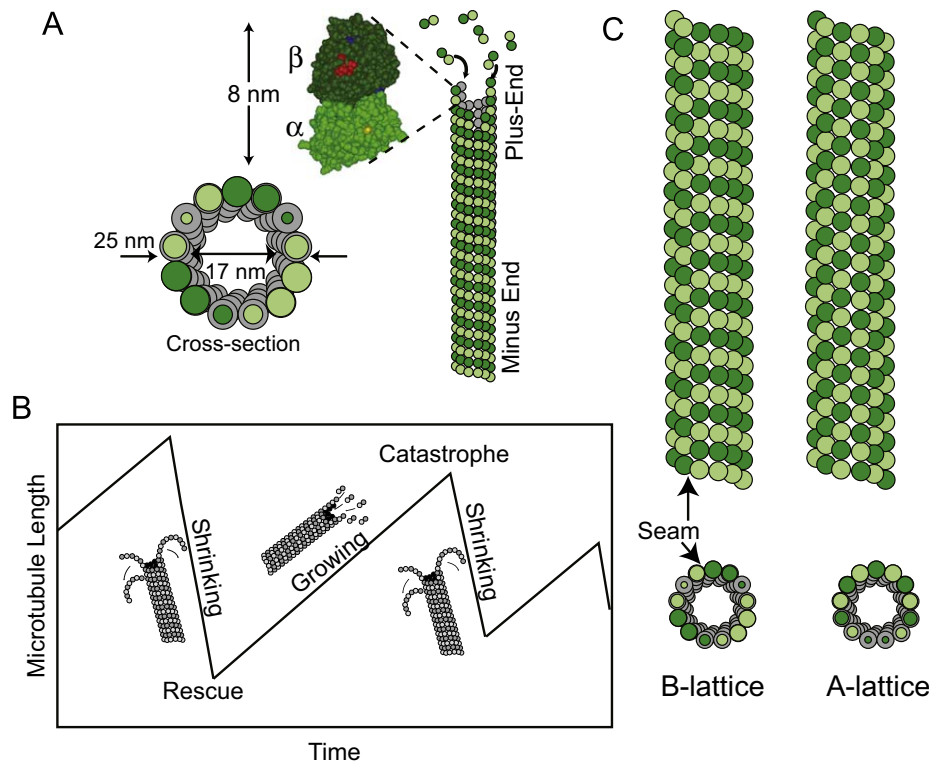 A
β
8 nm
α
Plus-End
Minus End
25 nm
17 nm
Cross-section
B
Microtubule Length
Shrinking
Rescue
Growing
Catastrophe
Shrinking
Time
C
Seam
B-lattice
A-lattice